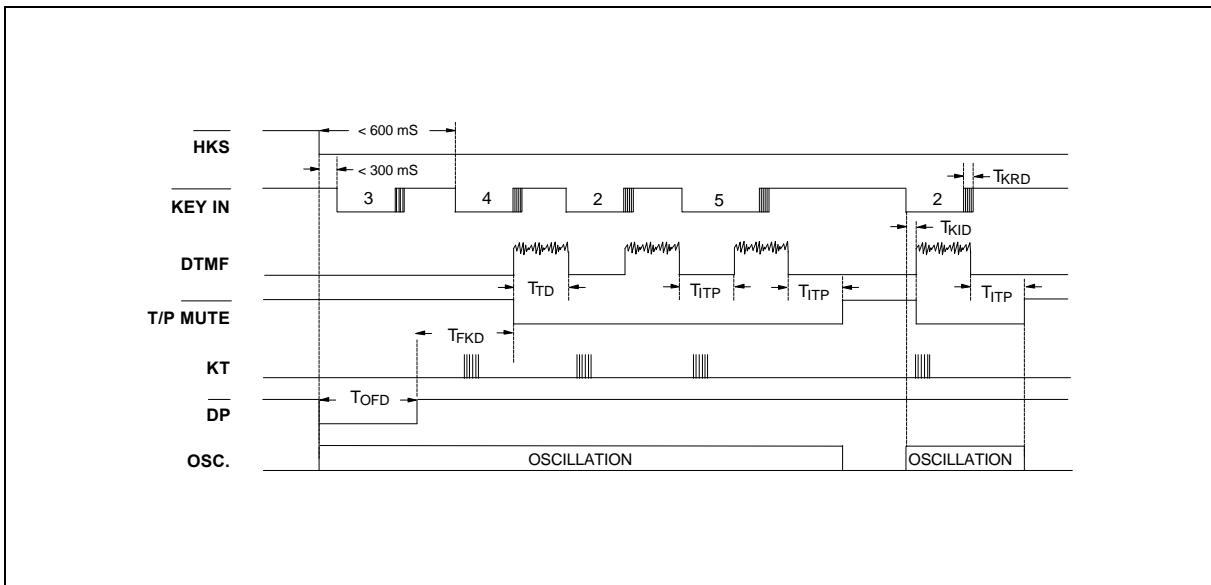 HKS
< 600 mS
< 300 mS
TKRD
KEY IN
3
4
2
5
2
TKID
DTMF
TTD
TITP
TITP
TITP
T/P MUTE
TFKD
KT
TOFD
DP
OSC.
OSCILLATION
OSCILLATION